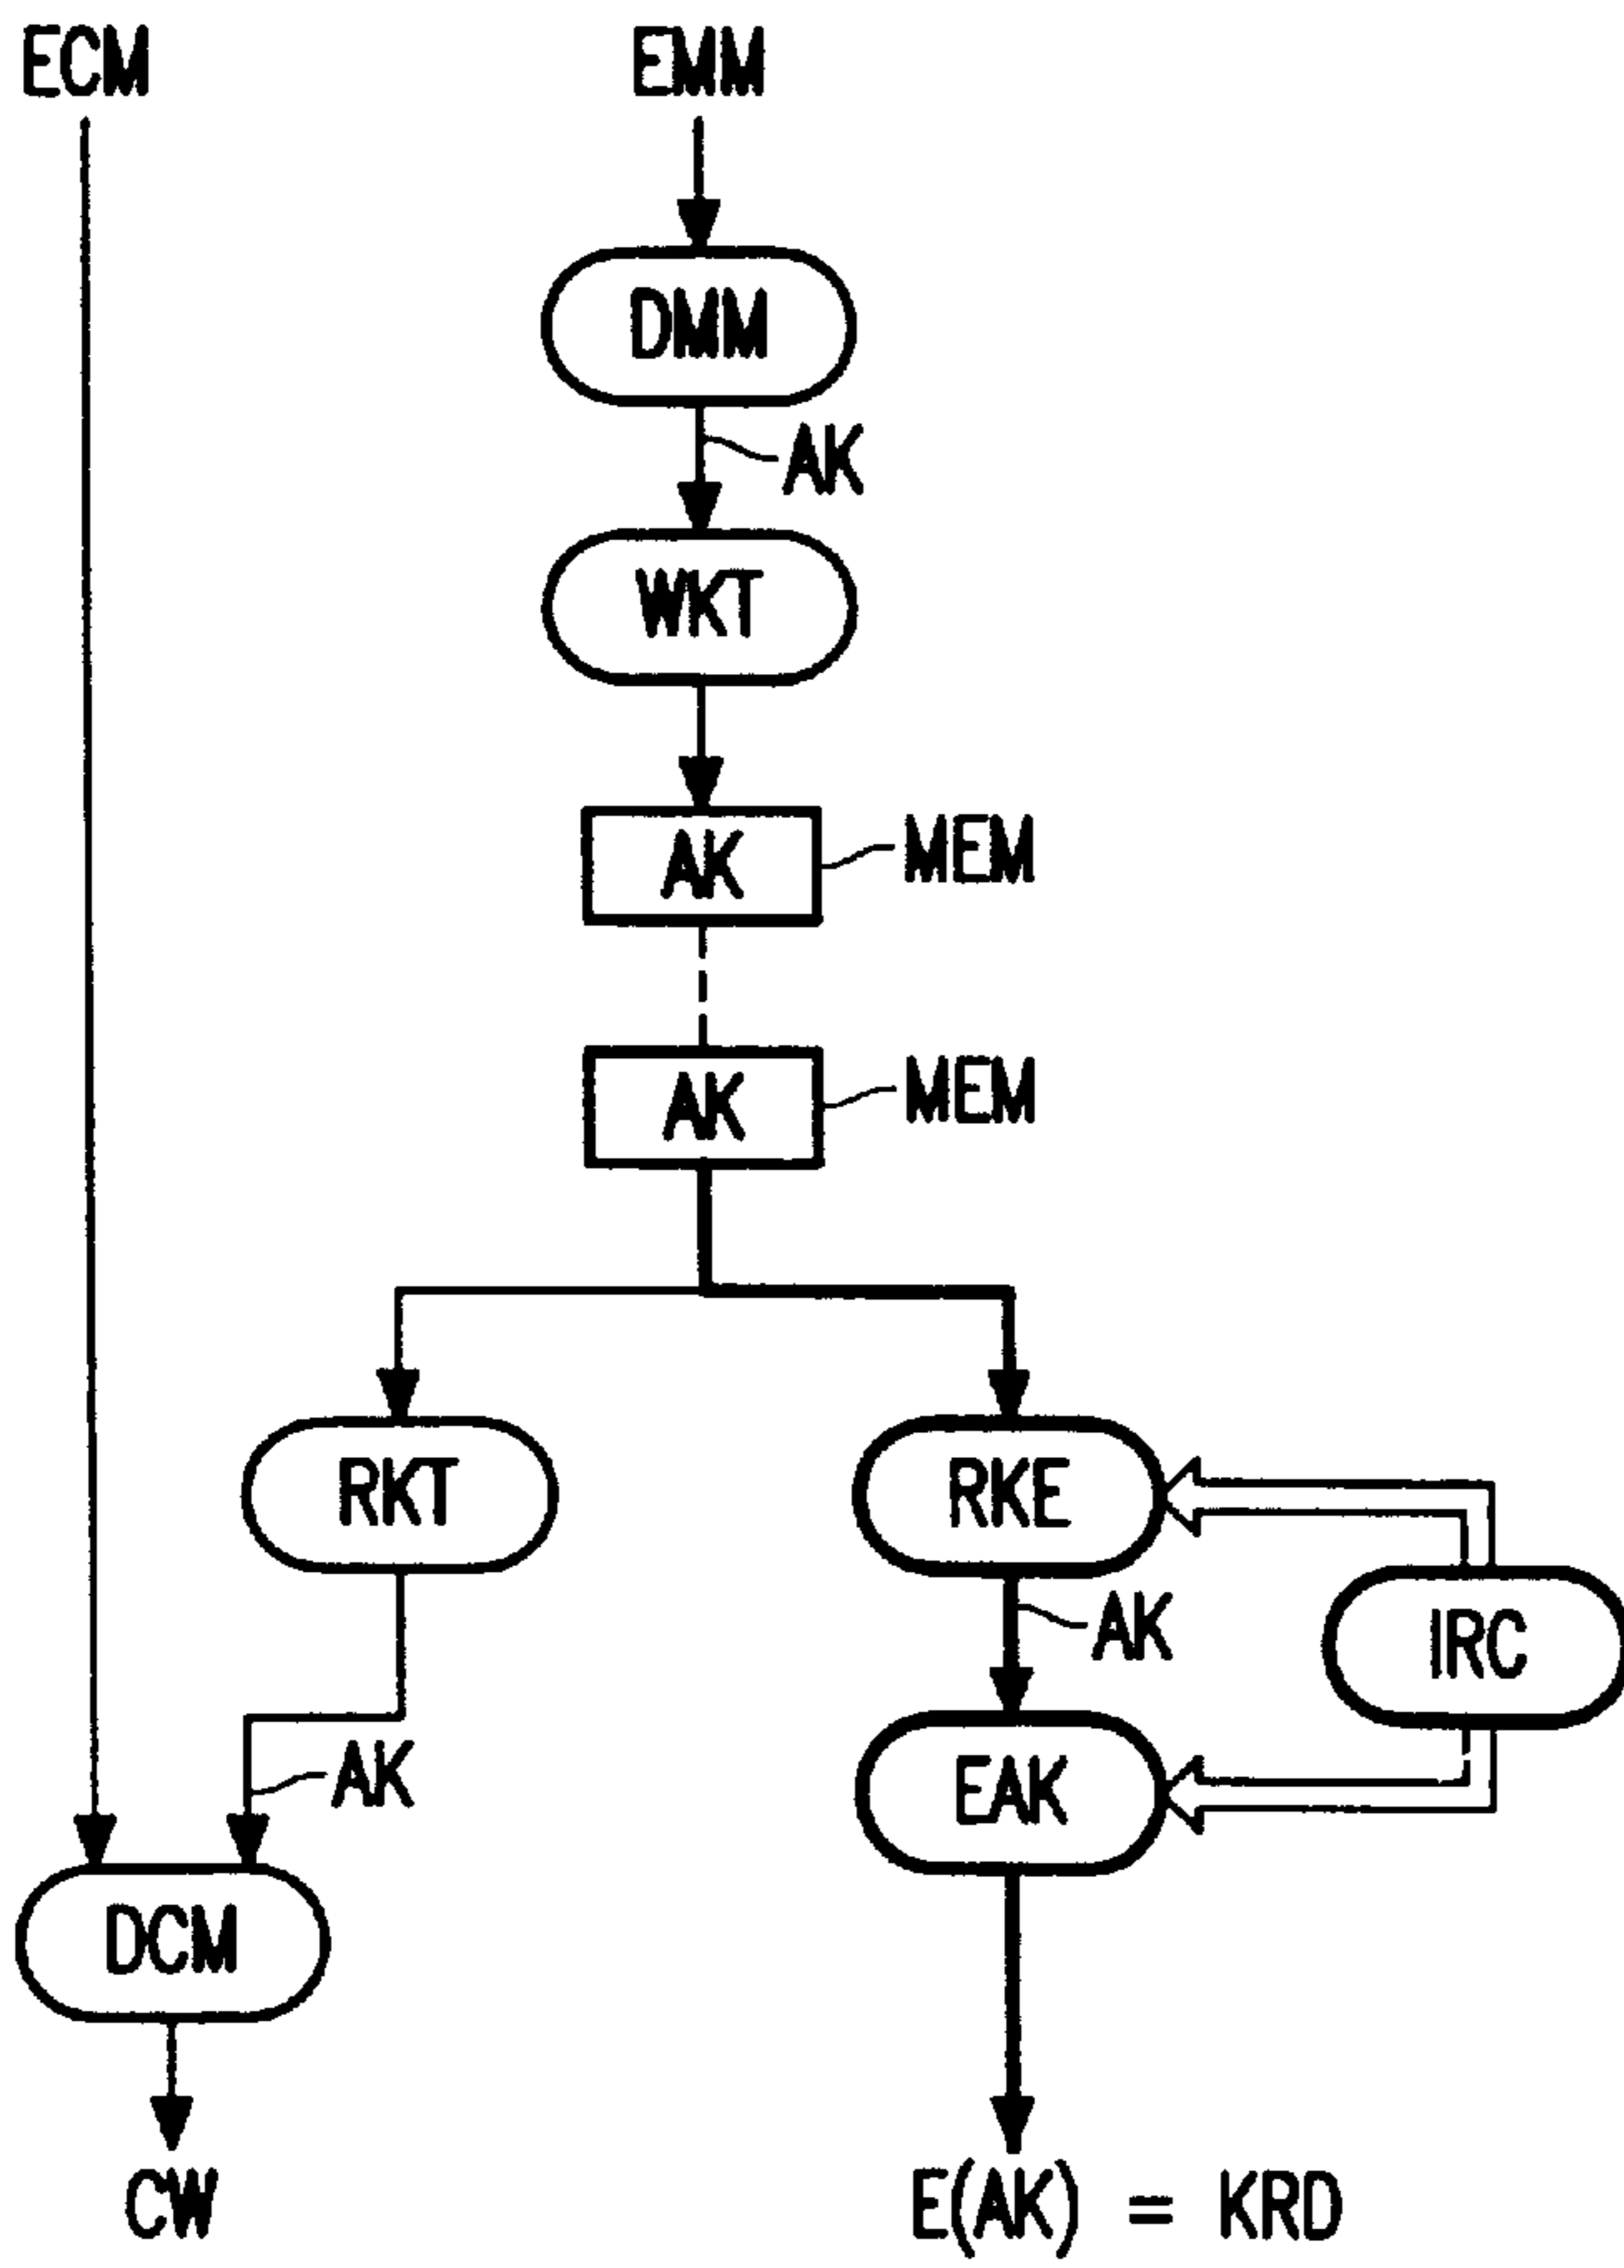 ECM
EMM
DMM
AK
WKT
AK
MEM
AK
MEM
RKT
RKE
AK
IRC
AK
EAK
DCM
CW
E(AK) = KRD